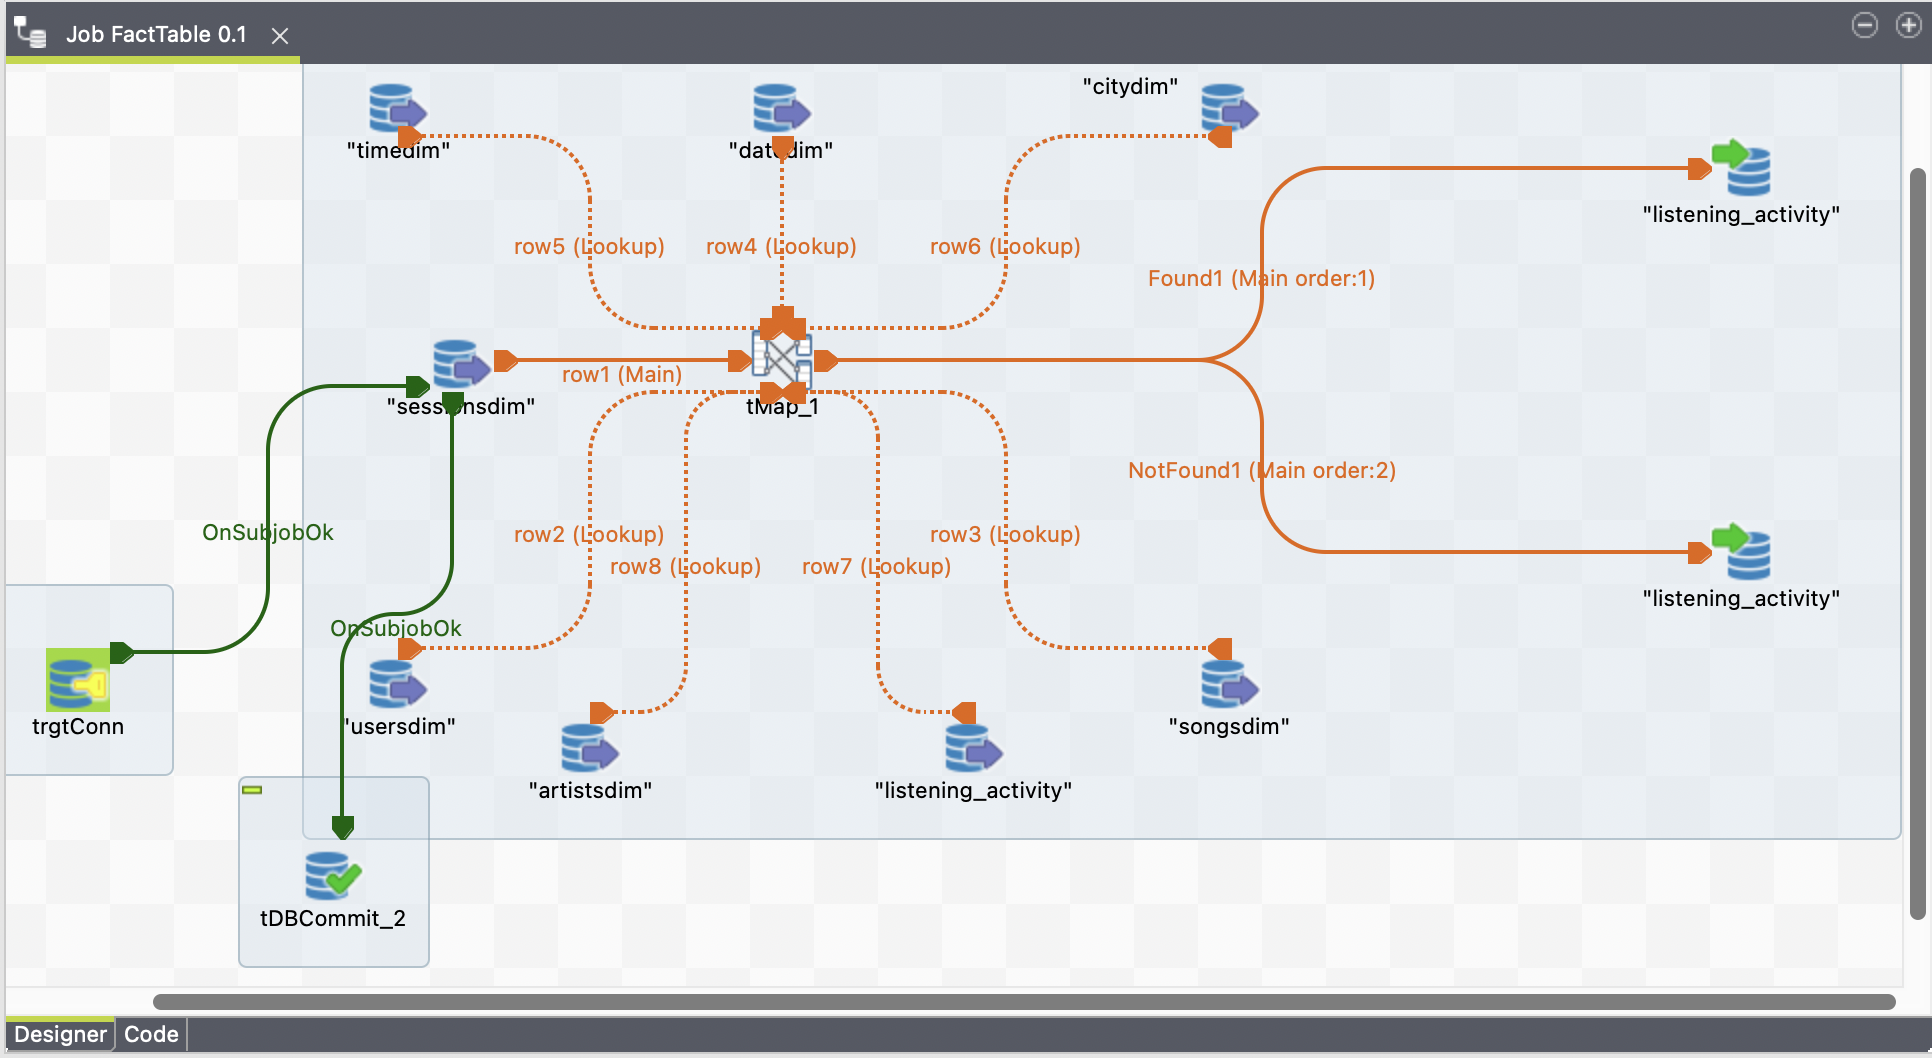 Job FactTable 0.1
"citydim"
"timedim"
"datedim"
"listening_activity"
row5 (Lookup)
row4 (Lookup)
row6 (Lookup)
Found1 (Main order:1)
row1 (Main)
"sessionsdim"
tMap_1
NotFound1 (Main order:2)
OnSubjobOk
row2 (Lookup)
row3 (Lookup)
row8 (Lookup)
row7 (Lookup)
"listening_activity"
OnSubjobOk
trgtConn
"usersdim"
"songsdim"
"artistsdim"
"listening_activity"
tDBCommit_2
Designer
Code